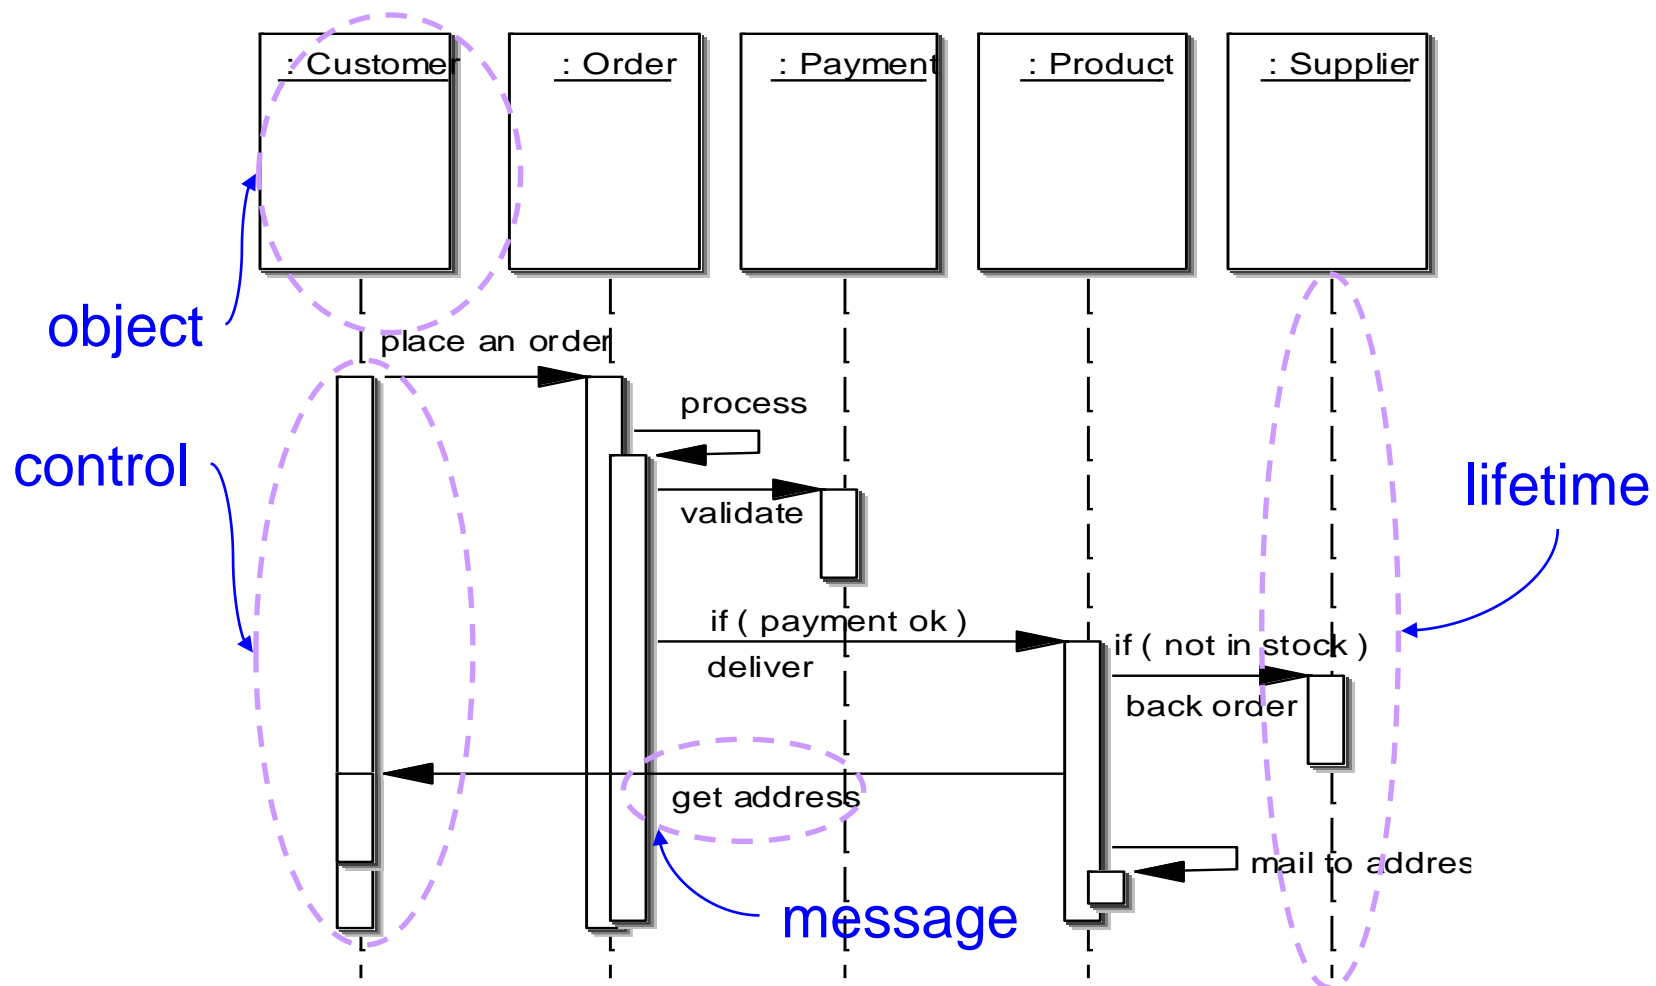 : Customer
: Order
: Payment
: Product
: Supplier
object
place an order
process
control
lifetime
validate
if ( payment ok )
if ( not in stock )
deliver
back order
get address
mail to addres
message